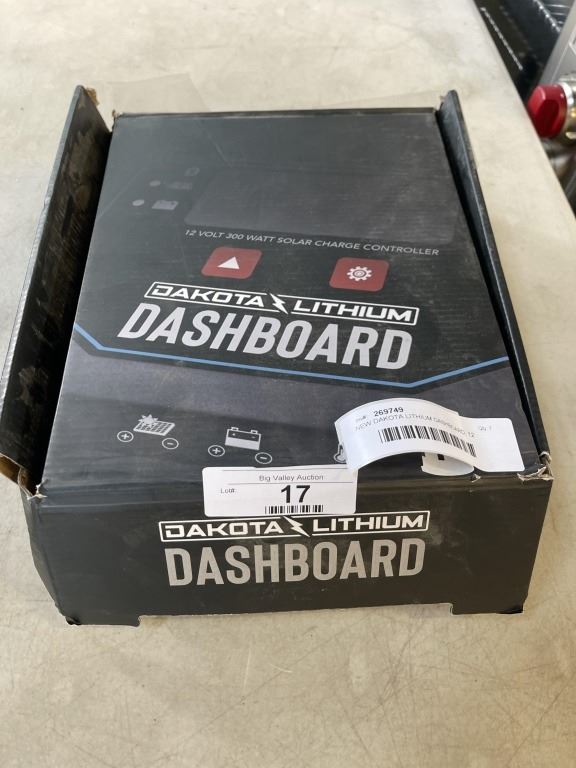 12 VOLT 300 WATT SOLAR CHARGE CONTROLLER
DAKOTA LITHIUM
DASHBOARD
269749
NEW DAKOTA LITHIUM DASHBOARD, 12
Big Valley Auction
Lot#:
17
DAKOTA LITHIUM
DASHBOARD